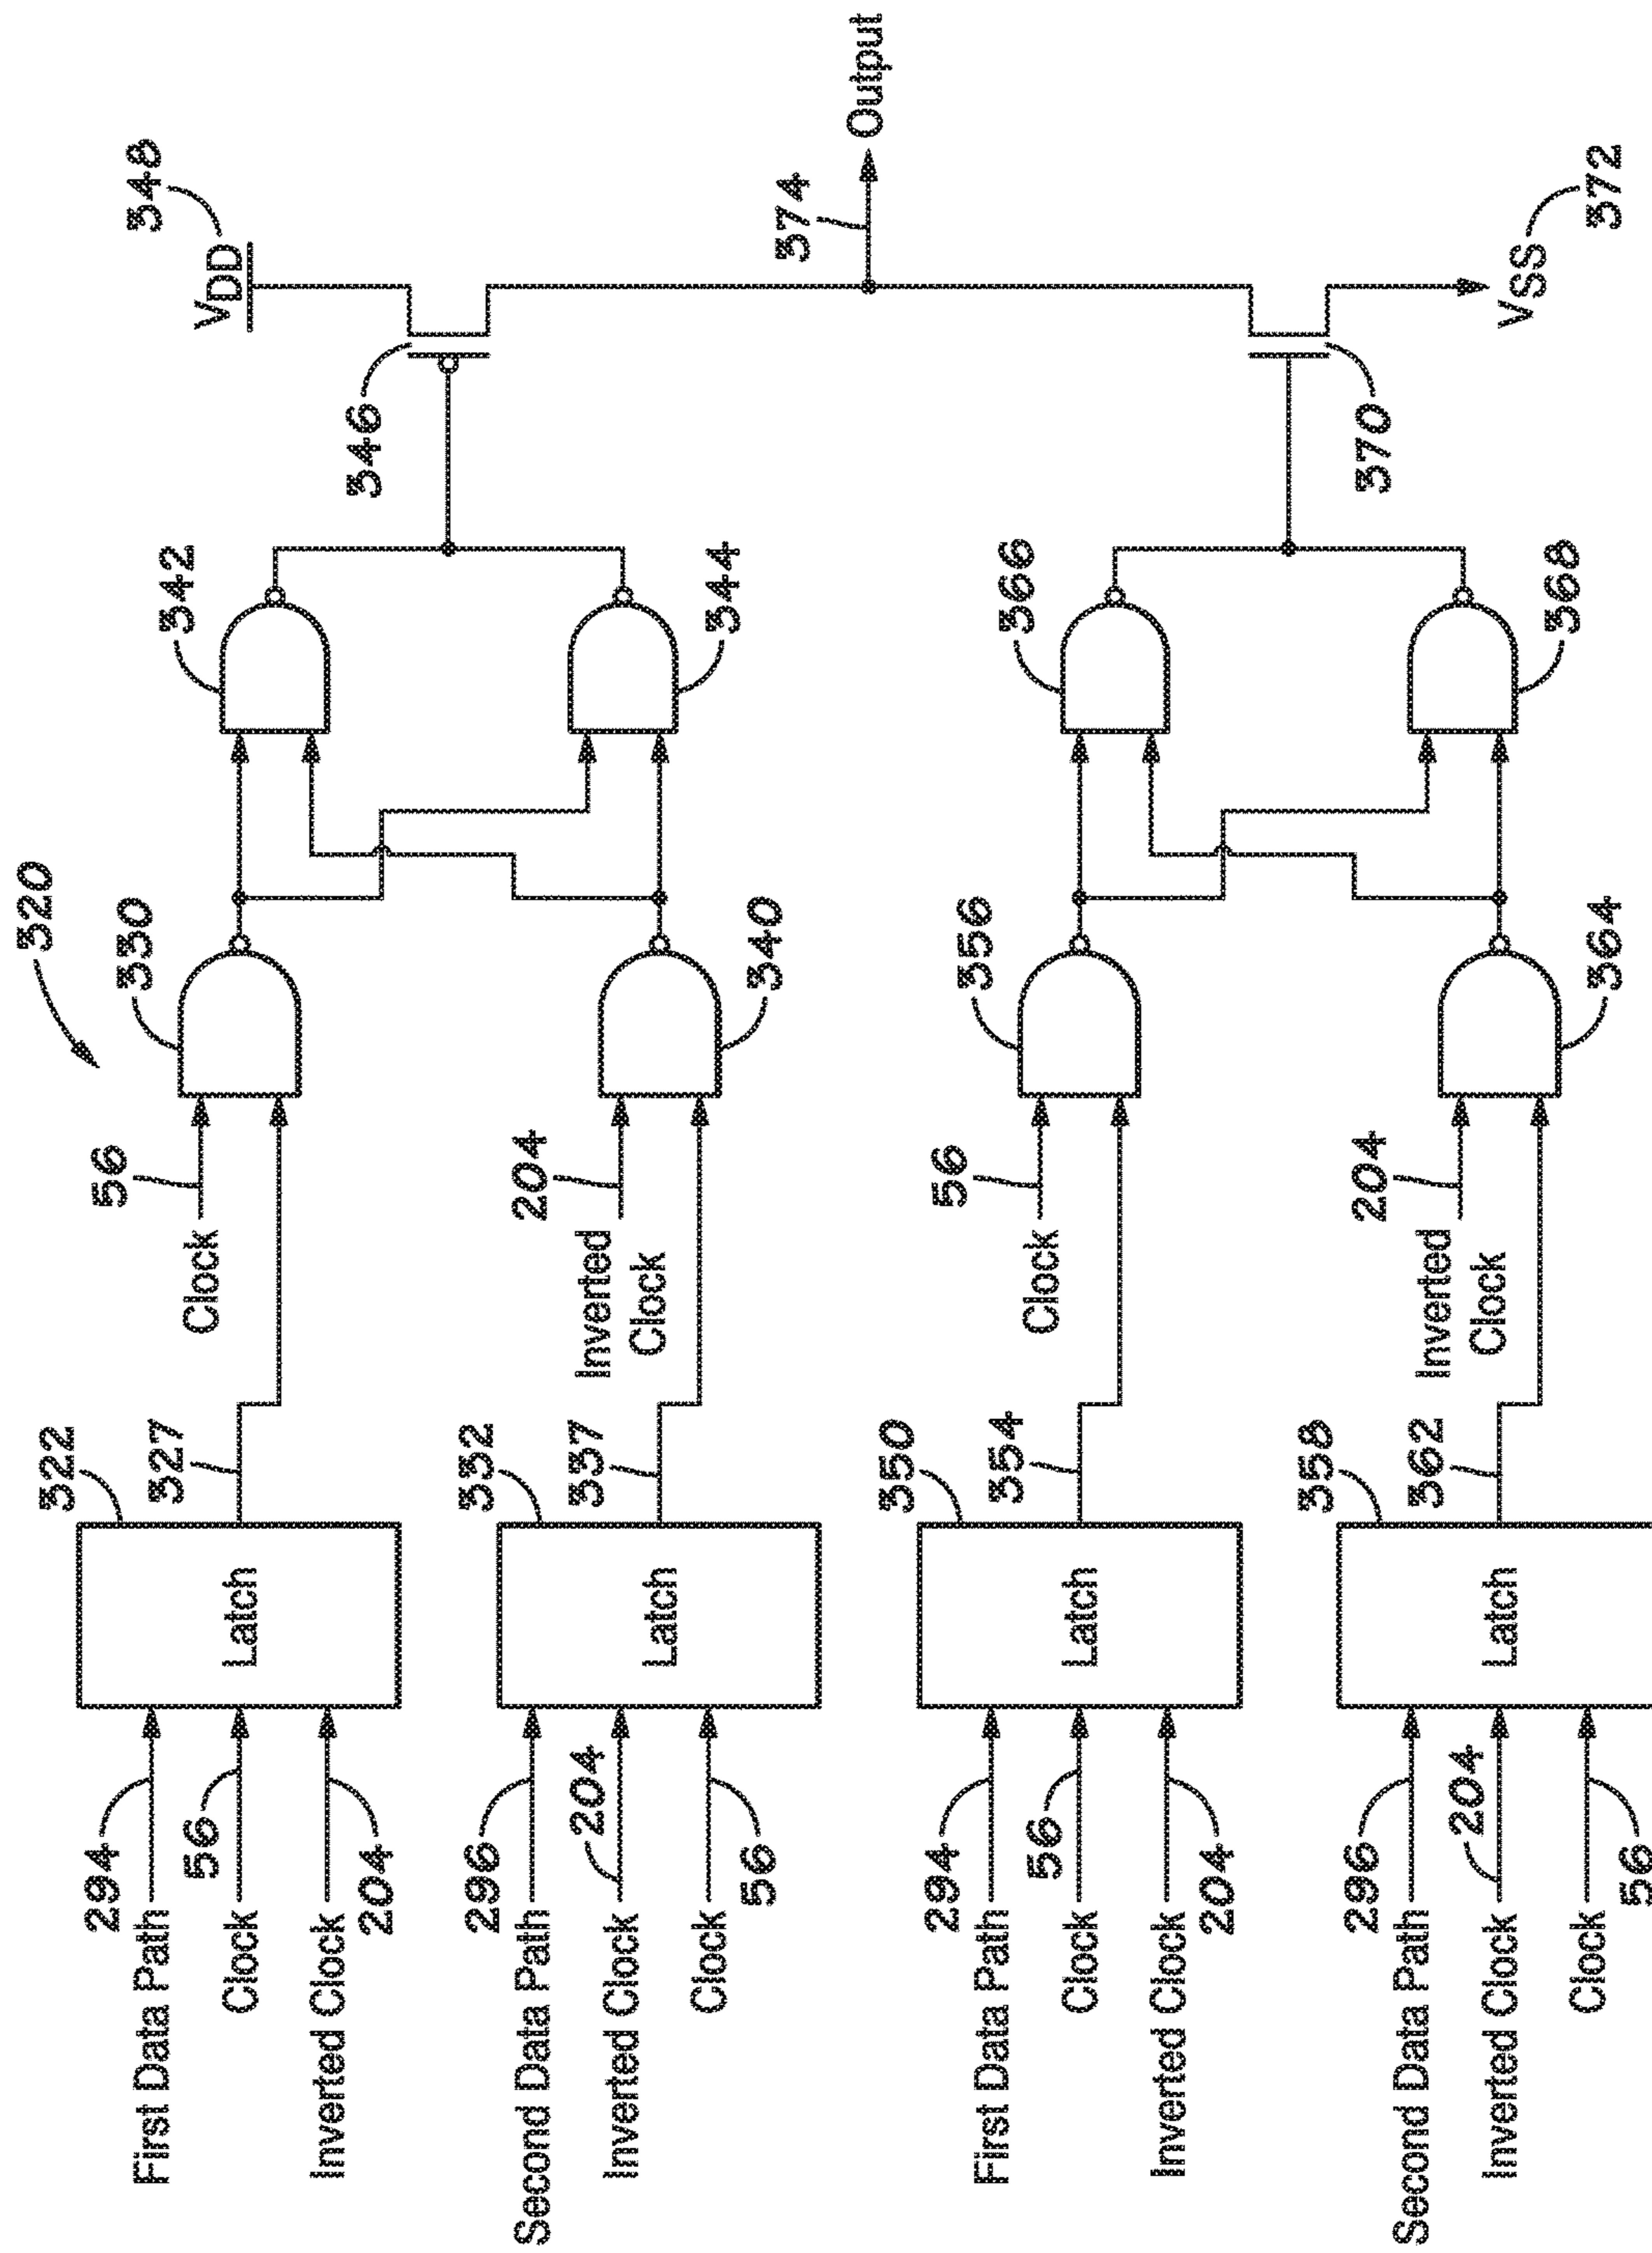 320
First Data Path
294
Clock
56
Inverted Clock
204
322
Latch
327
Clock
56
330
342
346
VDD
348
Second Data Path
296
Inverted Clock
204
Clock
56
332
Latch
337
Inverted
Clock
204
340
344
374
Output
First Data Path
294
Clock
56
Inverted Clock
204
350
Latch
354
Clock
56
356
366
370
VSS
372
Second Data Path
296
Inverted Clock
204
Clock
56
358
Latch
362
Inverted
Clock
204
364
368